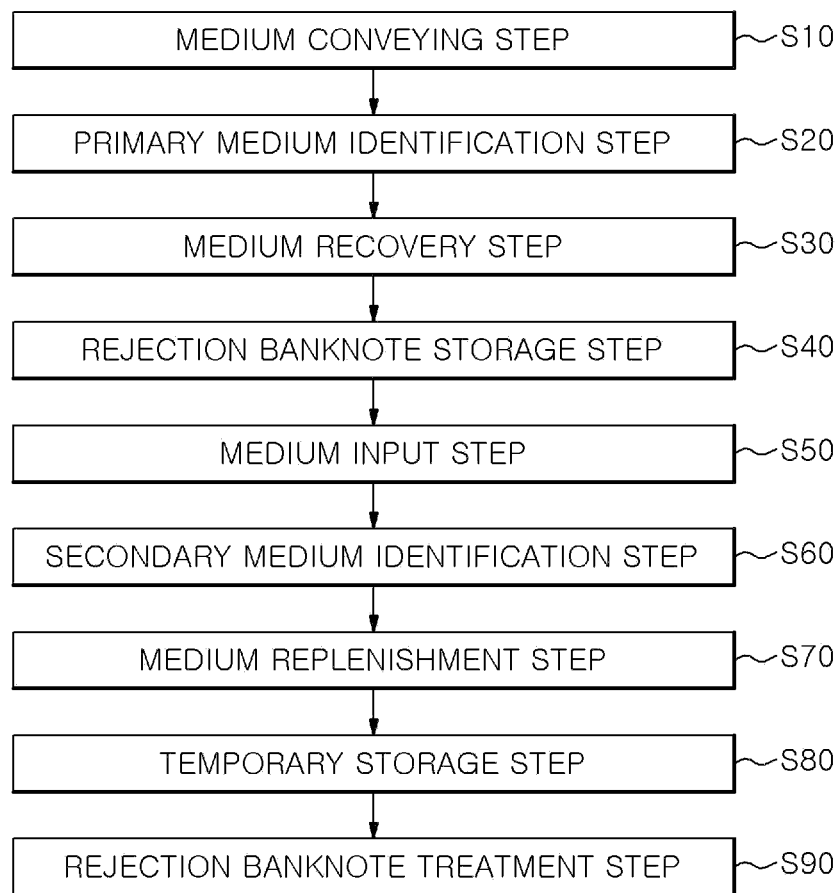 MEDIUM CONVEYING STEP S10
PRIMARY MEDIUM IDENTIFICATION STEP S20
MEDIUM RECOVERY STEP S30
REJECTION BANKNOTE STORAGE STEP S40
MEDIUM INPUT STEP S50
SECONDARY MEDIUM IDENTIFICATION STEP S60
MEDIUM REPLENISHMENT STEP S70
TEMPORARY STORAGE STEP S80
REJECTION BANKNOTE TREATMENT STEP S90